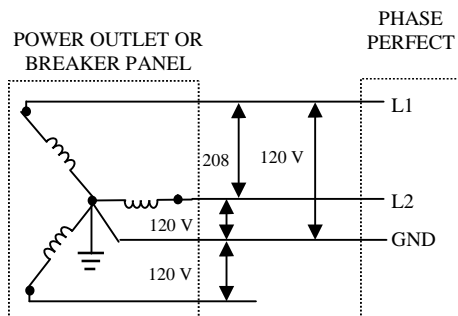 POWER OUTLET OR
BREAKER PANEL
PHASE
PERFECT
L1
208
120 V
L2
120 V
GND
120 V